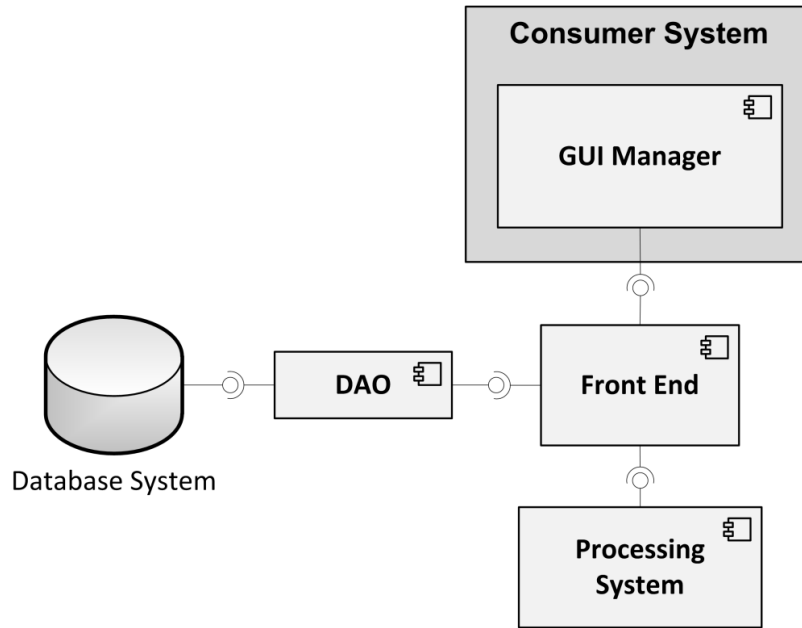 Consumer System
GUI Manager
DAO
Front End
Database System
Processing
System